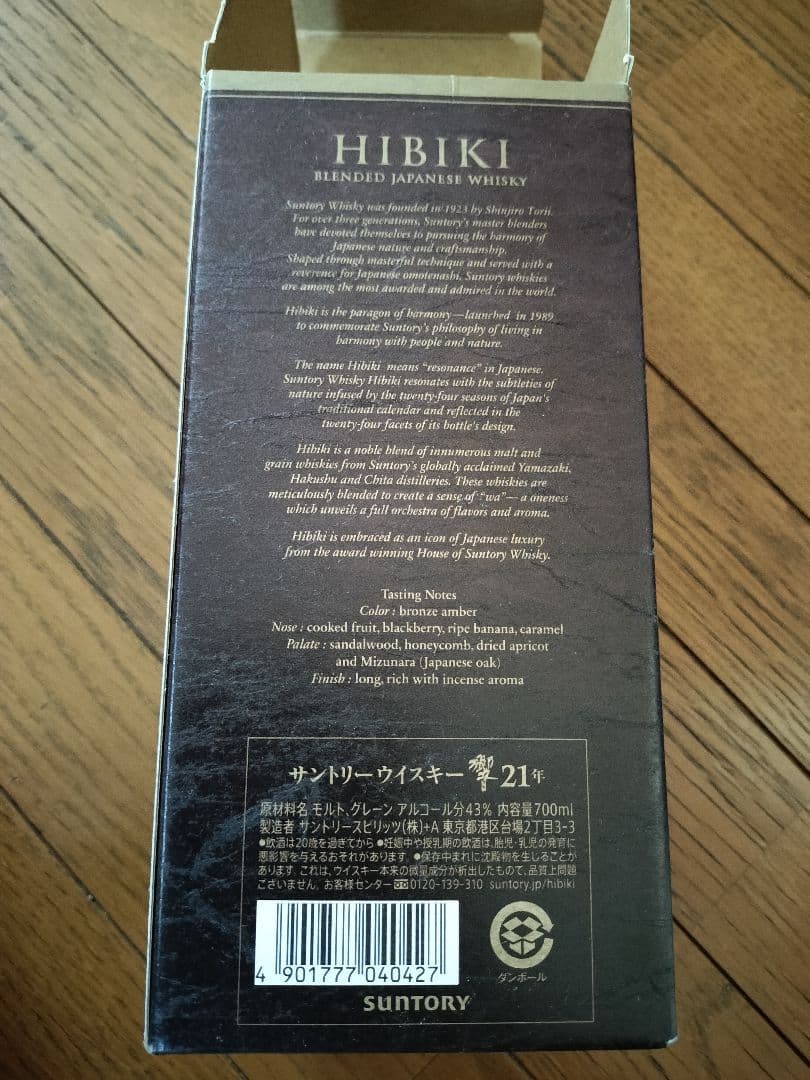 HIBIKI
BLENDED JAPANESE WHISKY
Suntory Whisky was founded in 1923 by Shinjiro Torii.
For over three generations, Suntory's master blenders
have devoted themselves to pursuing the harmony of
Japanese nature and craftsmanship.
Shaped through masterful technique and served with a
reverence for Japanese omotenashi, Suntory whiskies
are among the most awarded and admired in the world.
Hibiki is the paragon of harmony—launched in 1989
to commemorate Suntory's philosophy of living in
harmony with people and nature.
The name Hibiki means "resonance" in Japanese.
Suntory Whisky Hibiki resonates with the subtleties of
nature infused by the twenty-four seasons of Japan's
traditional calendar and reflected in the
twenty-four facets of its bottle's design.
Hibiki is a noble blend of innumerous malt and
grain whiskies from Suntory's globally acclaimed Yamazaki,
Hakushu and Chita distilleries. These whiskies are
meticulously blended to create a sense of "wa"— a oneness
which unveils a full orchestra of flavors and aroma.
Hibiki is embraced as an icon of Japanese luxury
from the award winning House of Suntory Whisky.
Tasting Notes
Color : bronze amber
Nose : cooked fruit, blackberry, ripe banana, caramel
Palate : sandalwood, honeycomb, dried apricot
and Mizunara (Japanese oak)
Finish : long, rich with incense aroma
サントリーウイスキー 響 21年
原材料名 モルト、グレーン アルコール分43% 内容量700ml
製造者 サントリースピリッツ(株)+A 東京都港区台場2丁目3-3
●飲酒は20歳を過ぎてから ●妊娠中や授乳期の飲酒は、胎児・乳児の発育に
悪影響を与えるおそれがあります。●保存中まれに沈殿物を生じることが
あります。これは、ウイスキー本来の微量成分が析出したもので、品質上問題
ございません。お客様センター 0120-139-310 suntory.jp/hibiki
4 901777 040427
ダンボール
SUNTORY